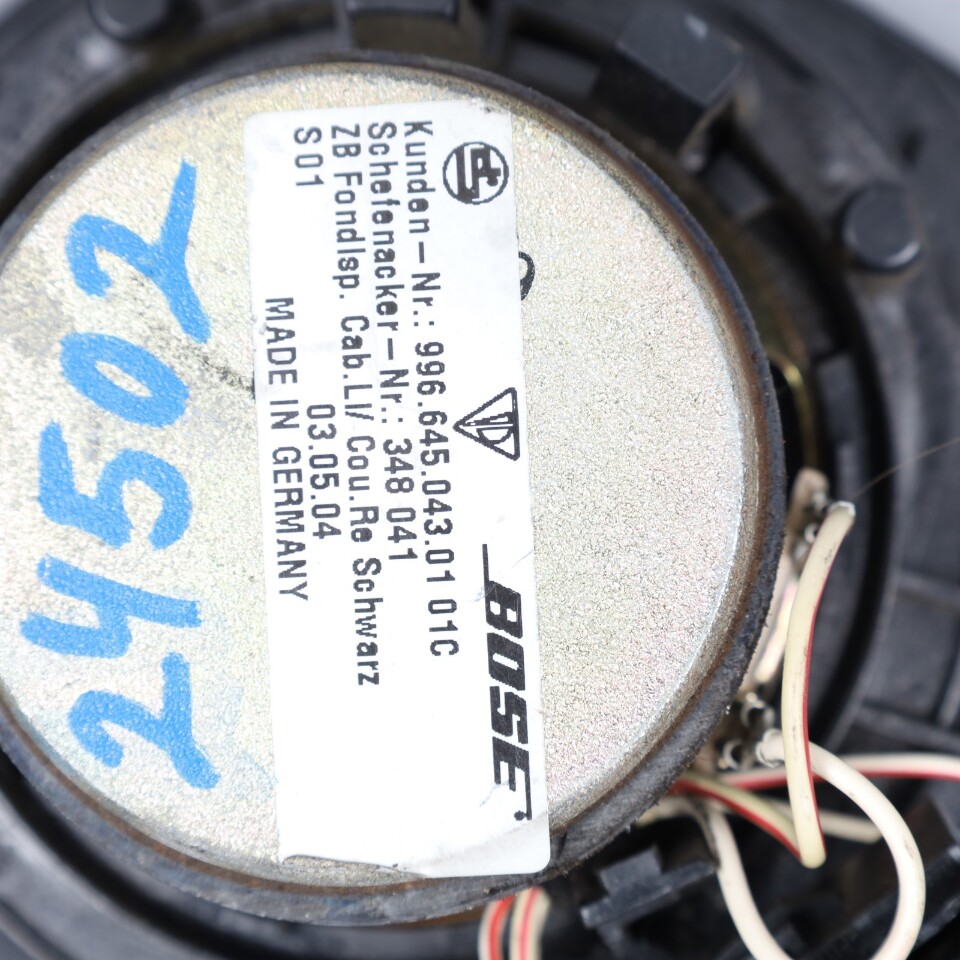 BOSE
Kunden-Nr.: 996.645.043.01 01C
Schefenacker-Nr.: 348 041
ZB Fondlsp. Cab.LI/ Cou.Re Schwarz
S01 03.05.04
MADE IN GERMANY
24502